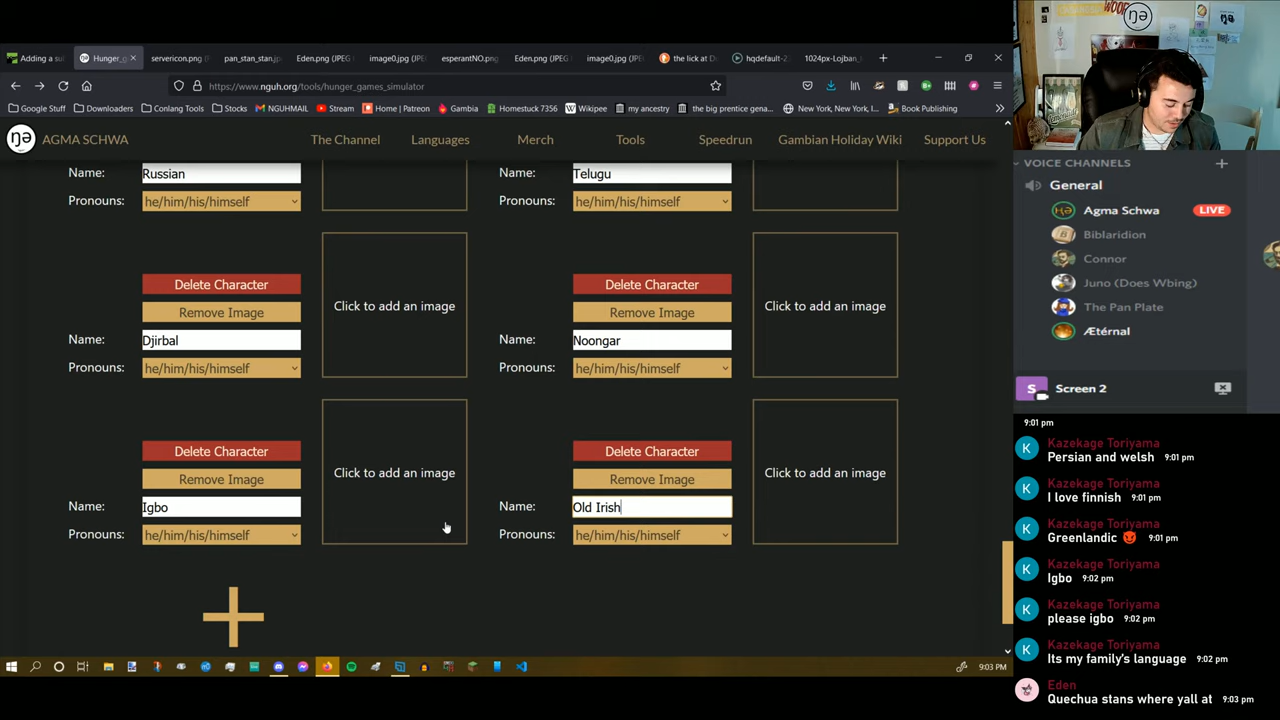 WOOP
ŋə
Adding a su
Hunger_g
servericon.png (
pan_stan_stan.jp
Eden.png (JPEG
image0.jpg (JPEG
esperantNO.png
Eden.png (JPEG
image0.jpg (JPEG
the lick at D
hqdefault-2
1024px-Lojban_
https://www.nguh.org/tools/hunger_games_simulator
Google Stuff
Downloaders
Conlang Tools
Stocks
NGUHMAIL
Stream
Home | Patreon
Gambia
Homestuck 7356
Wikipee
my ancestry
the big prentice gena...
New York, New York, ...
Book Publishing
ŋə AGMA SCHWA
The Channel
Languages
Merch
Tools
Speedrun
Gambian Holiday Wiki
Support Us
Name: Russian
Pronouns: he/him/his/himself
Name: Telugu
Pronouns: he/him/his/himself
Delete Character
Remove Image
Name: Djirbal
Pronouns: he/him/his/himself
Click to add an image
Delete Character
Remove Image
Name: Noongar
Pronouns: he/him/his/himself
Click to add an image
Delete Character
Remove Image
Name: Igbo
Pronouns: he/him/his/himself
Click to add an image
Delete Character
Remove Image
Name: Old Irish
Pronouns: he/him/his/himself
Click to add an image
9:03 PM
VOICE CHANNELS
General
Agma Schwa LIVE
Biblaridion
Connor
Juno (Does Wbing)
The Pan Plate
Ætérnal
S Screen 2
9:01 pm
K Kazekage Toriyama
Persian and welsh 9:01 pm
K Kazekage Toriyama
I love finnish 9:01 pm
K Kazekage Toriyama
Greenlandic 😈 9:01 pm
K Kazekage Toriyama
Igbo 9:02 pm
K Kazekage Toriyama
please igbo 9:02 pm
K Kazekage Toriyama
Its my family's language 9:02 pm
Eden
Quechua stans where yall at 9:03 pm